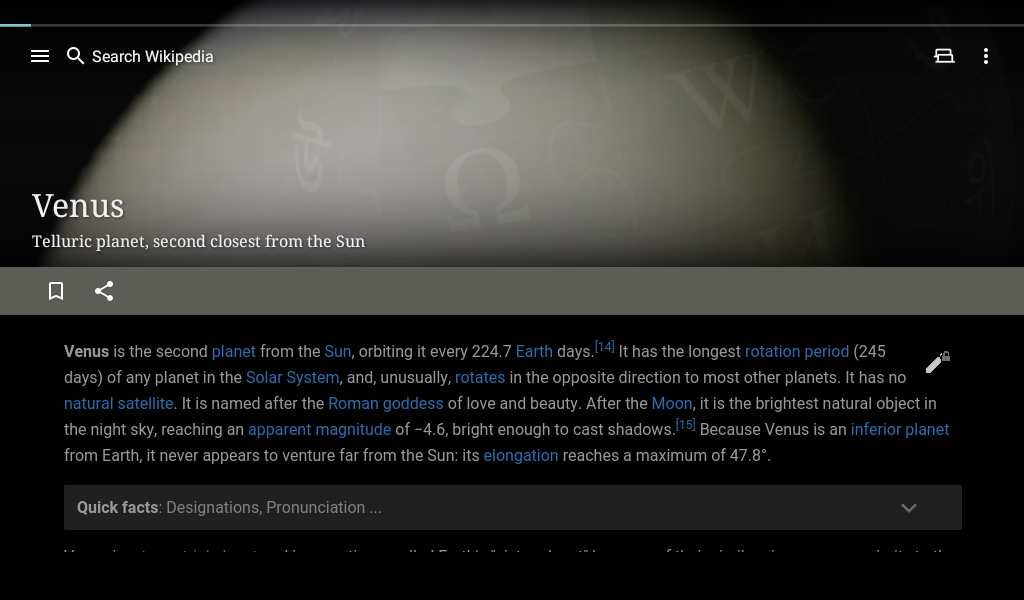 Search Wikipedia
Venus
Telluric planet, second closest from the Sun
Venus is the second planet from the Sun, orbiting it every 224.7 Earth days.[14] It has the longest rotation period (245
days) of any planet in the Solar System, and, unusually, rotates in the opposite direction to most other planets. It has no
natural satellite. It is named after the Roman goddess of love and beauty. After the Moon, it is the brightest natural object in
the night sky, reaching an apparent magnitude of −4.6, bright enough to cast shadows.[15] Because Venus is an inferior planet
from Earth, it never appears to venture far from the Sun: its elongation reaches a maximum of 47.8°.
Quick facts: Designations, Pronunciation ...